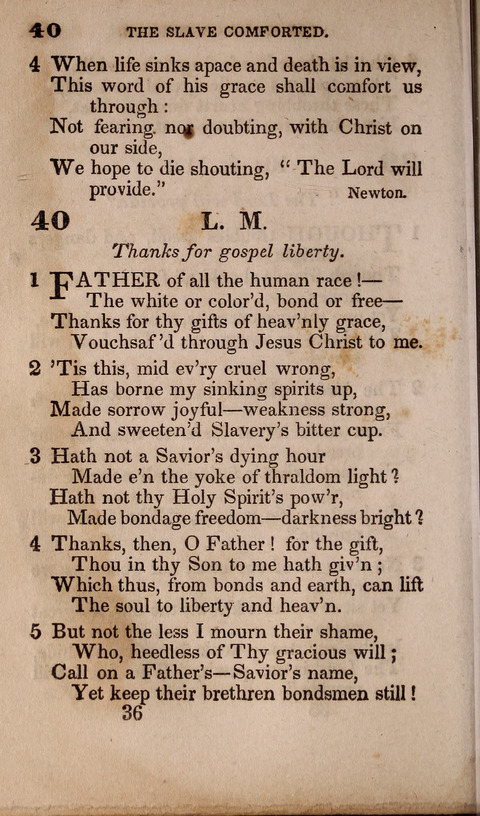 40 THE SLAVE COMFORTED.
4 When life sinks apace and death is in view,
This word of his grace shall comfort us
through :
Not fearing nor doubting, with Christ on
our side,
We hope to die shouting, “ The Lord will
provide.” Newton.
40 L. M.
Thanks for gospel liberty.
1 FATHER of all the human race !—
The white or color’d, bond or free—
Thanks for thy gifts of heav’nly grace,
Vouchsaf’d through Jesus Christ to me.
2 ’Tis this, mid ev’ry cruel wrong,
Has borne my sinking spirits up,
Made sorrow joyful—weakness strong,
And sweeten’d Slavery’s bitter cup.
3 Hath not a Savior’s dying hour
Made e’n the yoke of thraldom light ?
Hath not thy Holy Spirit’s pow’r,
Made bondage freedom—darkness bright ?
4 Thanks, then, O Father ! for the gift,
Thou in thy Son to me hath giv’n ;
Which thus, from bonds and earth, can lift
The soul to liberty and heav’n.
5 But not the less I mourn their shame,
Who, heedless of Thy gracious will ;
Call on a Father’s—Savior’s name,
Yet keep their brethren bondsmen still !
36